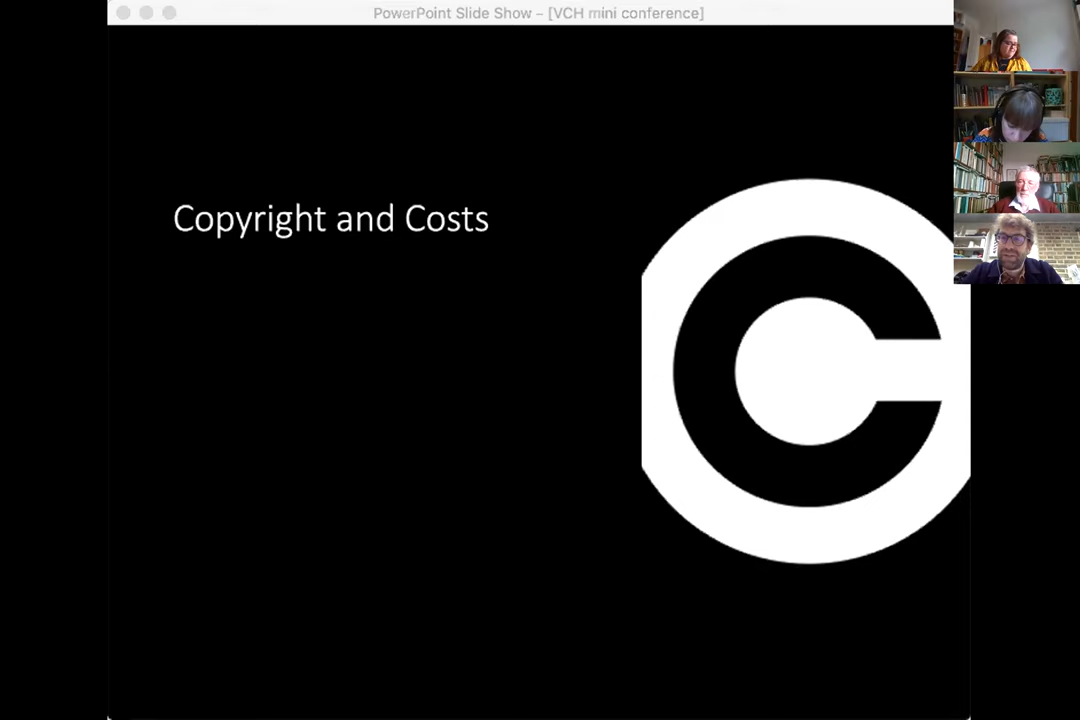 PowerPoint Slide Show – [VCH mini conference]
Copyright and Costs